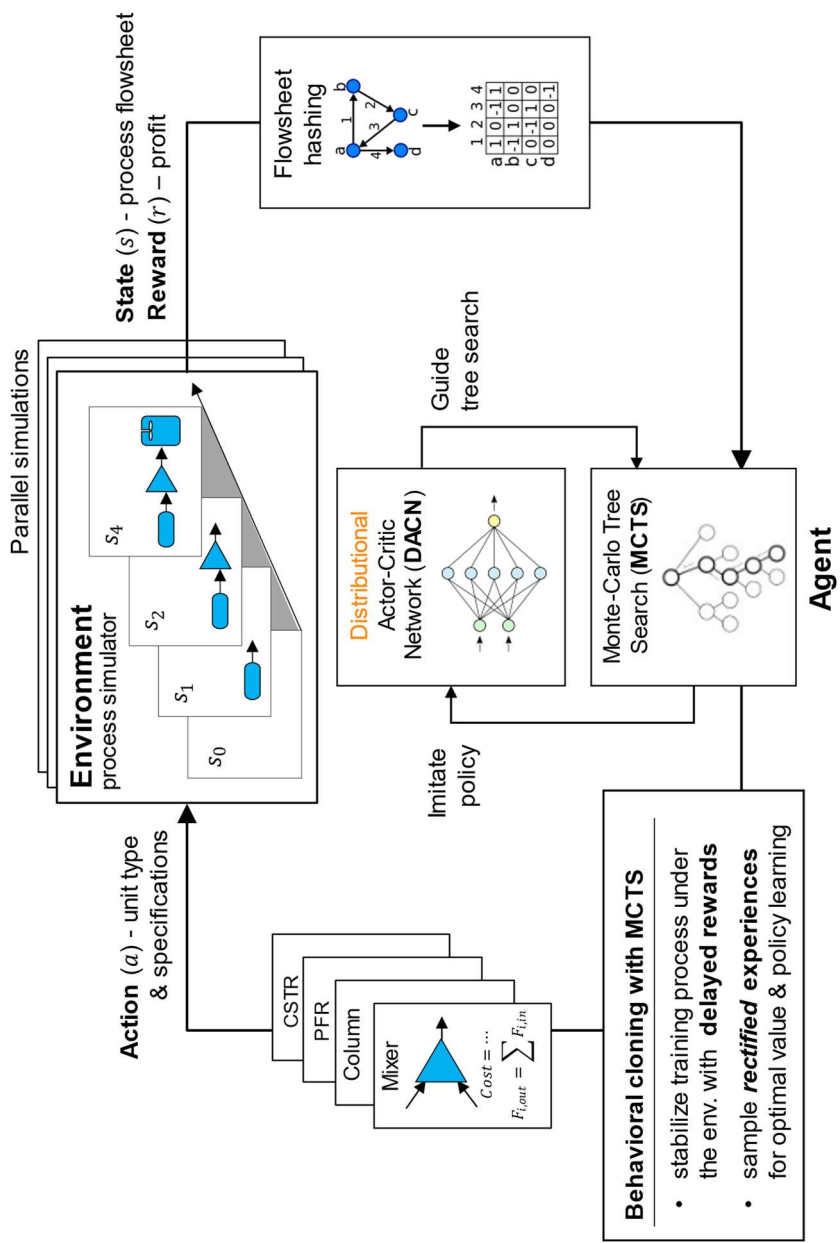 Parallel simulations
Environment
process simulator
s₀
s₁
s₂
s₄
State (s) - process flowsheet
Reward (r) – profit
Flowsheet
hashing
a
b
c
d
1
2
3
4
1 2 3 4
a 1 0 -1 1
b -1 1 0 0
c 0 -1 1 0
d 0 0 0 -1
Action (a) - unit type
& specifications
CSTR
PFR
Column
Mixer
Cost = ⋯
F_{i,out} = ∑ F_{i,in}
Distributional
Actor-Critic
Network (DACN)
Guide
tree search
Imitate
policy
Monte-Carlo Tree
Search (MCTS)
Agent
Behavioral cloning with MCTS
• stabilize training process under
the env. with delayed rewards
• sample rectified experiences
for optimal value & policy learning